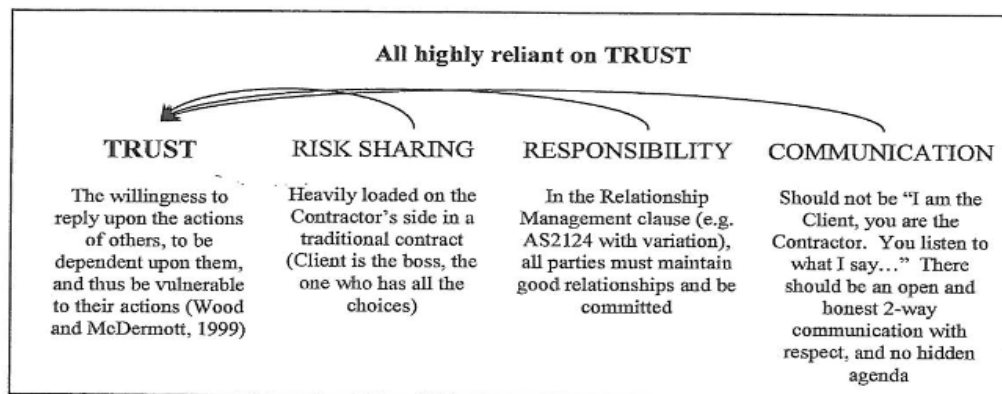 All highly reliant on TRUST
TRUST
The willingness to
reply upon the actions
of others, to be
dependent upon them,
and thus be vulnerable
to their actions (Wood
and McDermott, 1999)
RISK SHARING
Heavily loaded on the
Contractor's side in a
traditional contract
(Client is the boss, the
one who has all the
choices)
RESPONSIBILITY
In the Relationship
Management clause (e.g.
AS2124 with variation),
all parties must maintain
good relationships and be
committed
COMMUNICATION
Should not be "I am the
Client, you are the
Contractor. You listen to
what I say..." There
should be an open and
honest 2-way
communication with
respect, and no hidden
agenda